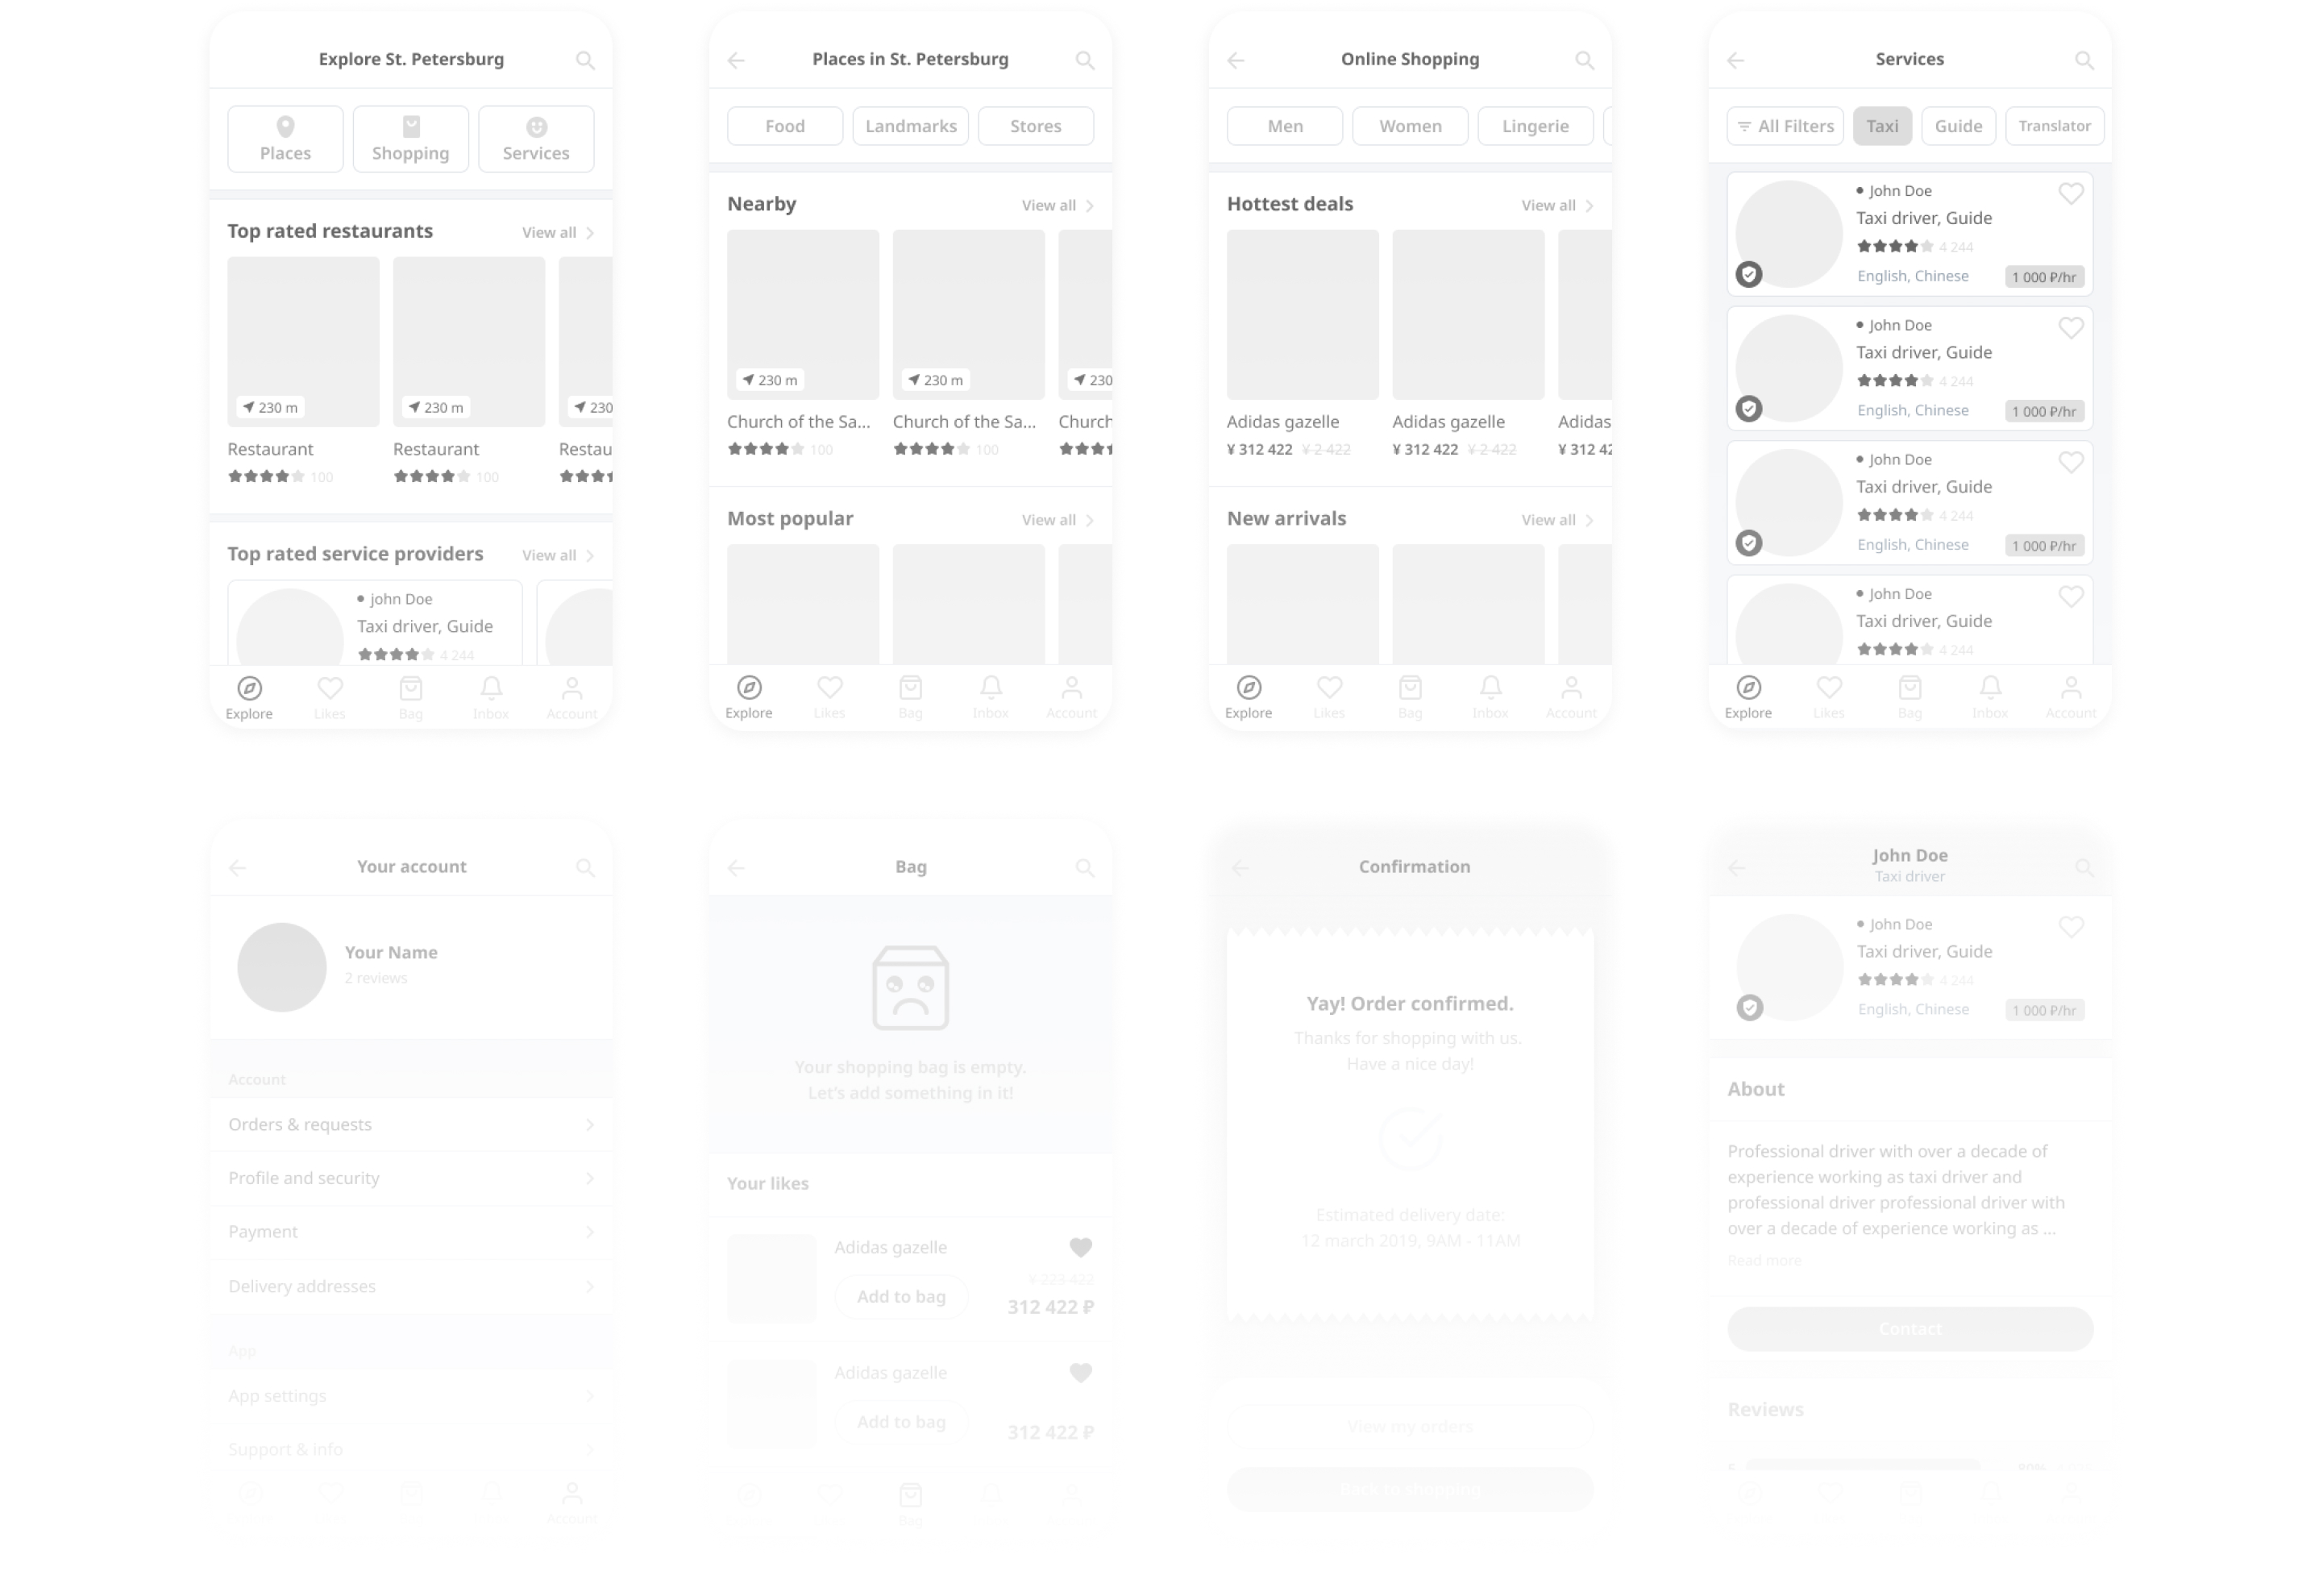 Explore St. Petersburg
Places
Shopping
Services
Top rated restaurants
View all
230 m
230 m
230
Restaurant
Restaurant
Restau
100
100
Top rated service providers
View all
john Doe
Taxi driver, Guide
4 244
Explore
Likes
Bag
Inbox
Account
Places in St. Petersburg
Food
Landmarks
Stores
Nearby
View all
230 m
230 m
230
Church of the Sa...
Church of the Sa...
Church
100
100
Most popular
View all
Explore
Likes
Bag
Inbox
Account
Online Shopping
Men
Women
Lingerie
Hottest deals
View all
Adidas gazelle
Adidas gazelle
Adidas
¥ 312 422 ¥ 2 422
¥ 312 422 ¥ 2 422
¥ 312 42
New arrivals
View all
Explore
Likes
Bag
Inbox
Account
Services
All Filters
Taxi
Guide
Translator
John Doe
Taxi driver, Guide
4 244
English, Chinese
1 000 ₽/hr
John Doe
Taxi driver, Guide
4 244
English, Chinese
1 000 ₽/hr
John Doe
Taxi driver, Guide
4 244
English, Chinese
1 000 ₽/hr
John Doe
Taxi driver, Guide
4 244
Explore
Likes
Bag
Inbox
Account
Your account
Your Name
2 reviews
Account
Orders & requests
Profile and security
Payment
Delivery addresses
App
App settings
Support & info
Account
Bag
Your shopping bag is empty.
Let's add something in it!
Your likes
Adidas gazelle
¥ 223 422
Add to bag
312 422 ₽
Adidas gazelle
Add to bag
312 422 ₽
Bag
Confirmation
Yay! Order confirmed.
Thanks for shopping with us.
Have a nice day!
Estimated delivery date:
12 march 2019, 9AM - 11AM
View my orders
Back to shopping
John Doe
Taxi driver
John Doe
Taxi driver, Guide
4 244
English, Chinese
1 000 ₽/hr
About
Professional driver with over a decade of
experience working as taxi driver and
professional driver professional driver with
over a decade of experience working as ...
Read more
Contact
Reviews